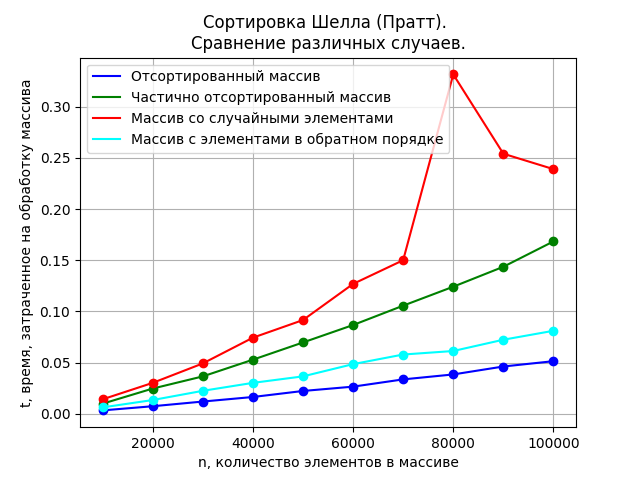 Сортировка Шелла (Пратт).
Сравнение различных случаев.
Отсортированный массив
Частично отсортированный массив
Массив со случайными элементами
Массив с элементами в обратном порядке
t, время, затраченное на обработку массива
0.30
0.25
0.20
0.15
0.10
0.05
0.00
20000 40000 60000 80000 100000
n, количество элементов в массиве